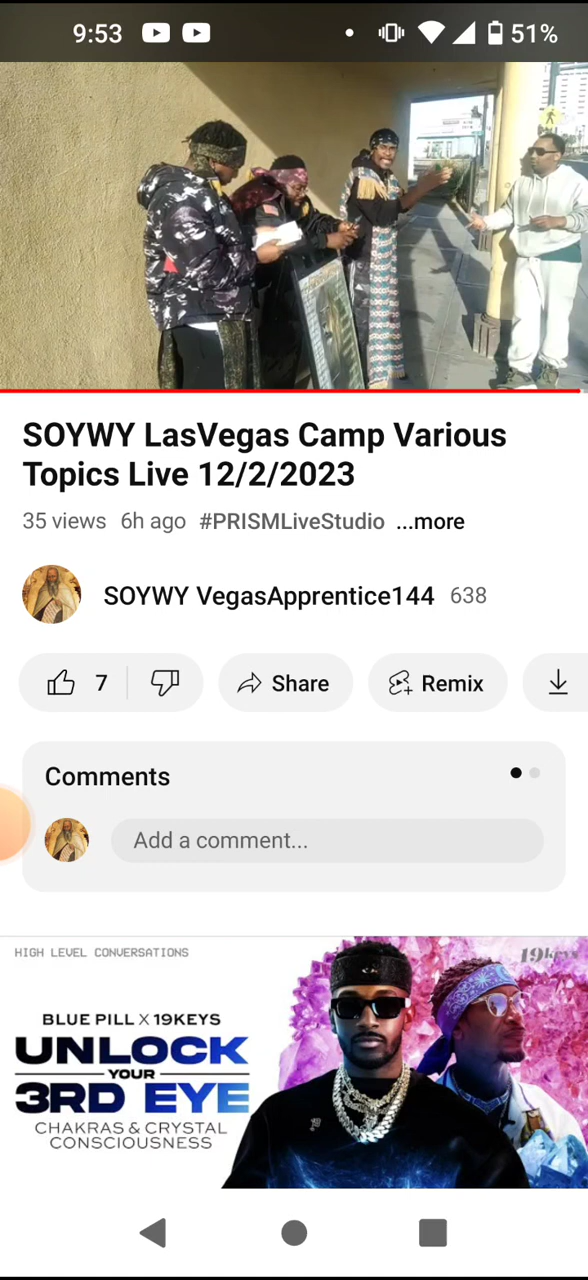 9:53
51%
SOYWY LasVegas Camp Various
Topics Live 12/2/2023
35 views 6h ago #PRISMLiveStudio ...more
SOYWY VegasApprentice144 638
7 Share Remix
Comments
Add a comment...
HIGH LEVEL CONVERSATIONS
19keys
BLUE PILL X 19KEYS
UNLOCK
YOUR
3RD EYE
CHAKRAS & CRYSTAL
CONSCIOUSNESS